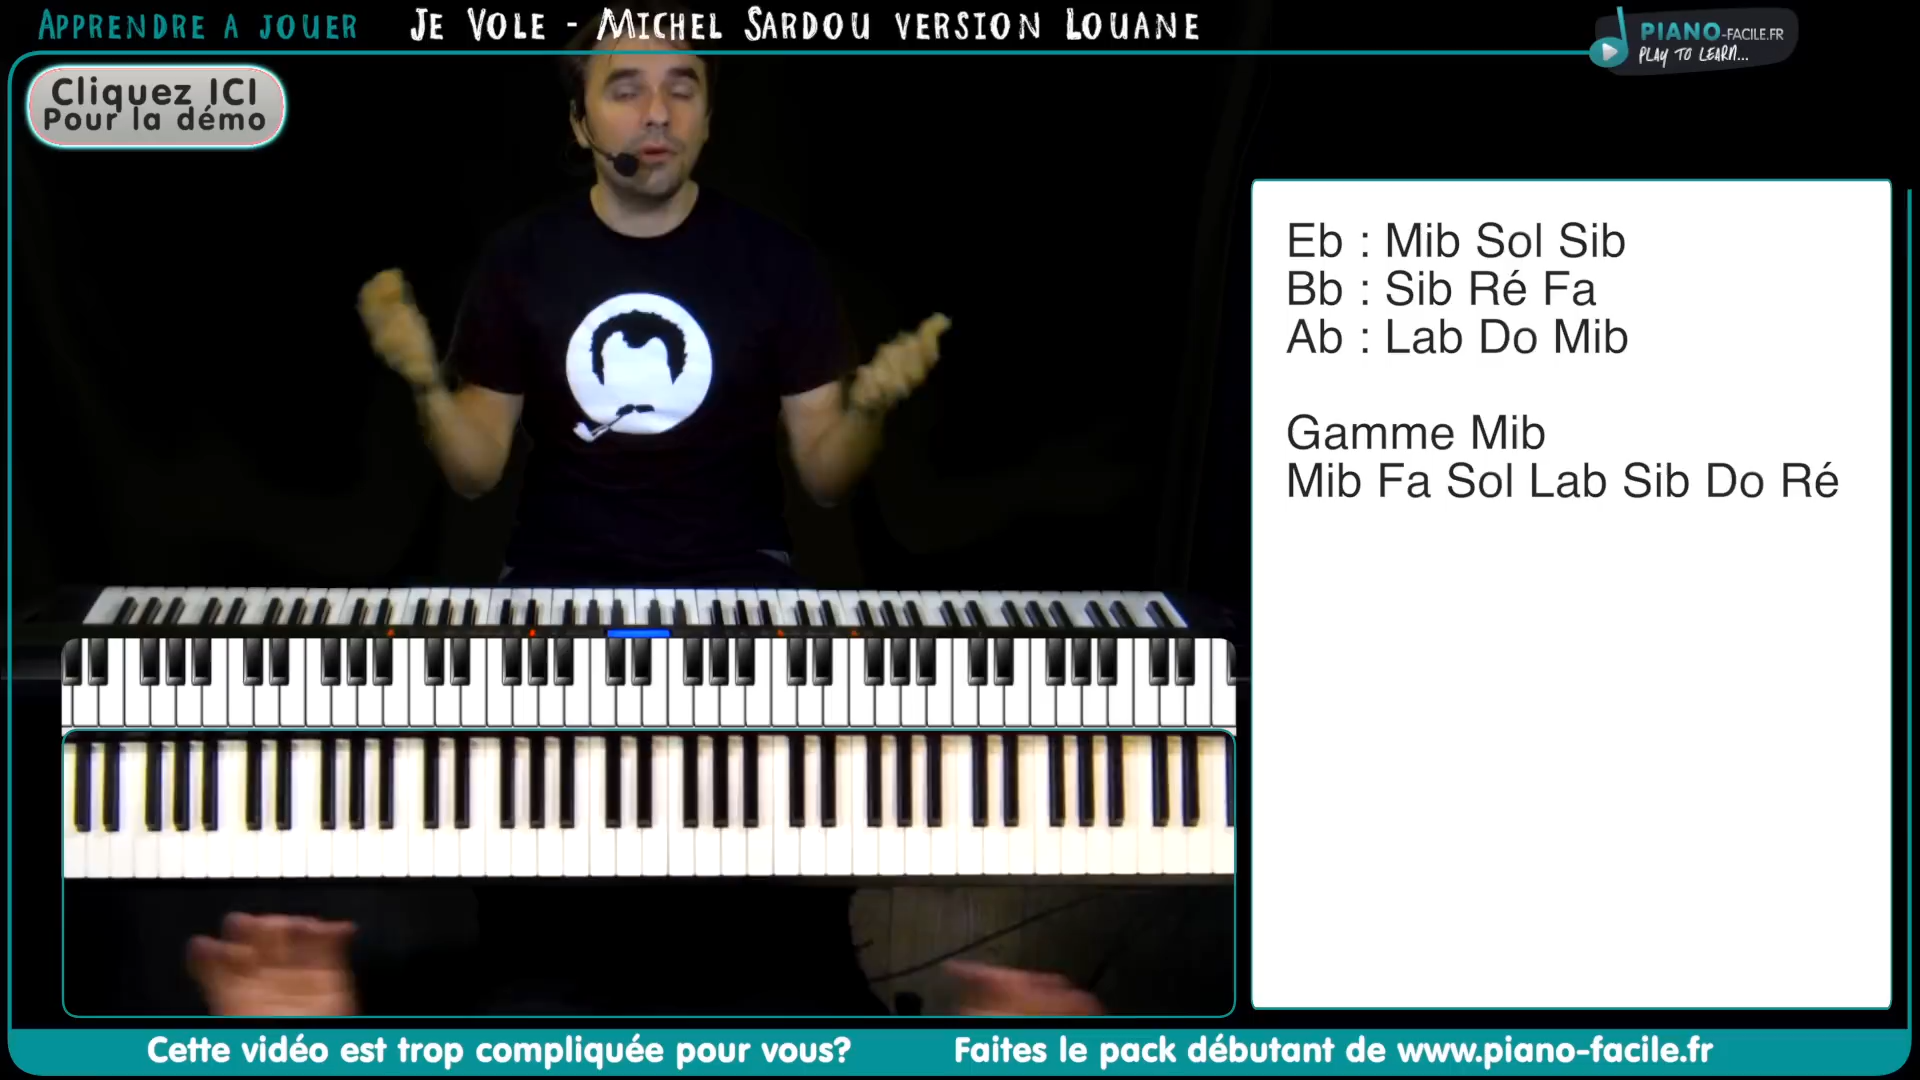 Apprendre a jouer Je Vole - Michel Sardou version Louane
PIANO-FACILE.FR
PLAY TO LEARN...
Cliquez ICI
Pour la démo
Eb : Mib Sol Sib
Bb : Sib Ré Fa
Ab : Lab Do Mib
Gamme Mib
Mib Fa Sol Lab Sib Do Ré
Cette vidéo est trop compliquée pour vous? Faites le pack débutant de www.piano-facile.fr